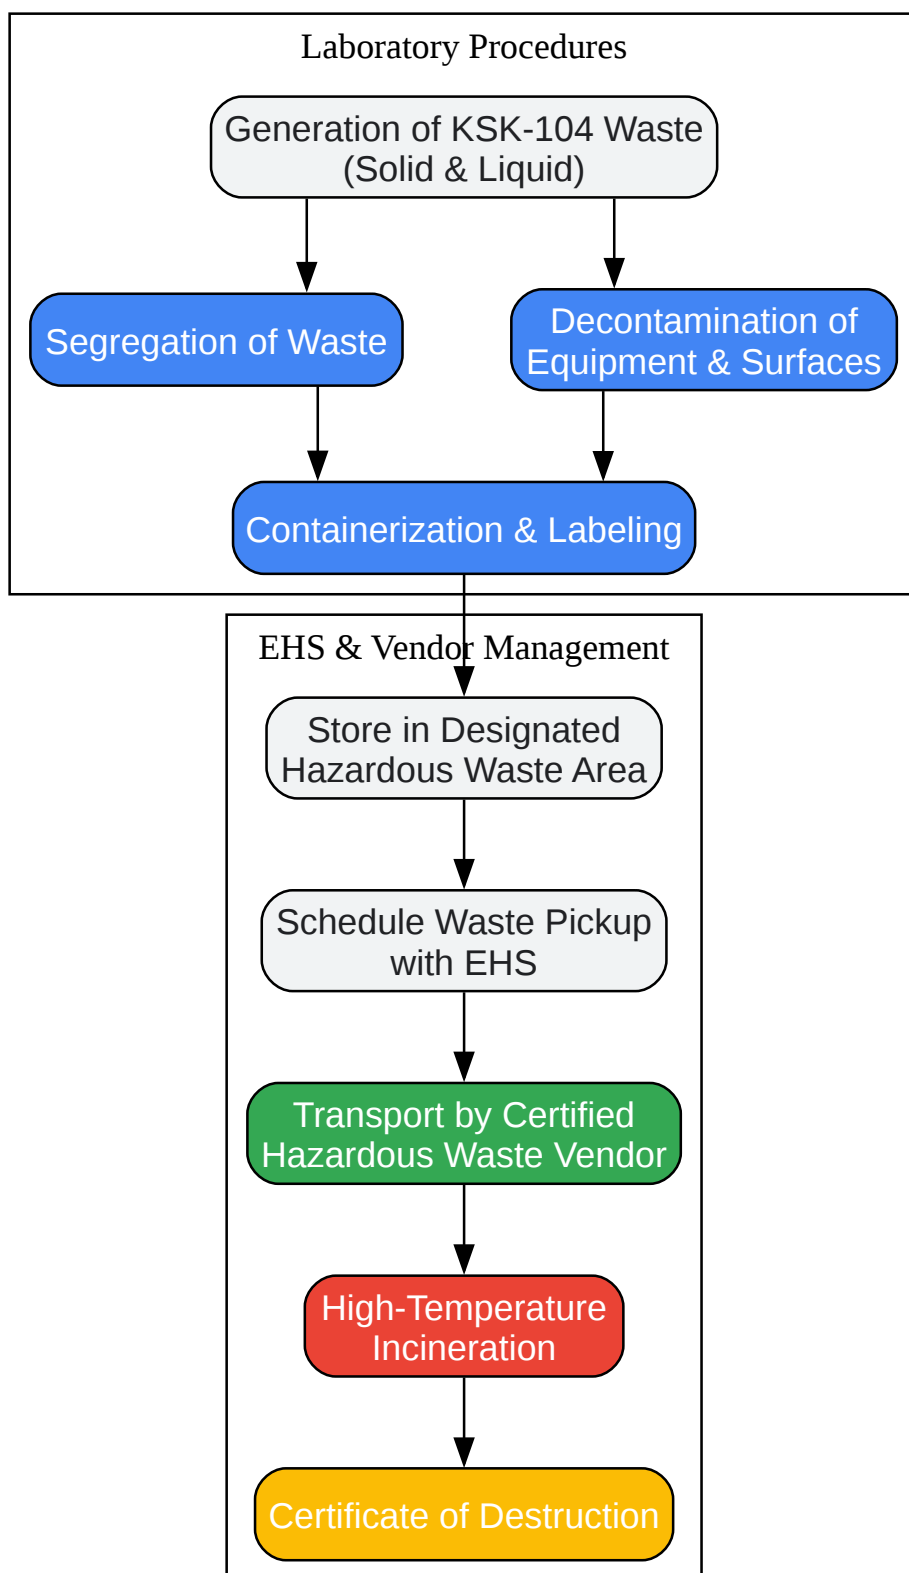 Laboratory Procedures
Generation of KSK-104 Waste
(Solid & Liquid)
Segregation of Waste
Decontamination of
Equipment & Surfaces
Containerization & Labeling
EHS & Vendor Management
Store in Designated
Hazardous Waste Area
Schedule Waste Pickup
with EHS
Transport by Certified
Hazardous Waste Vendor
High-Temperature
Incineration
Certificate of Destruction